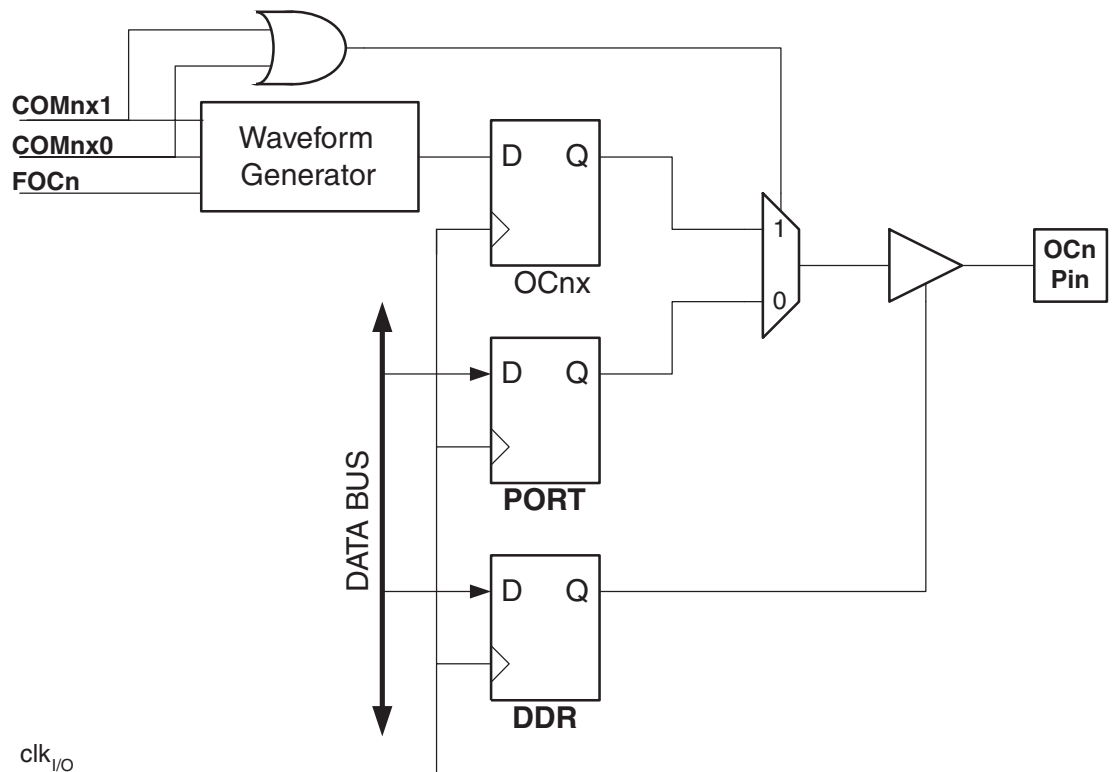 COMnx1
COMnx0
FOCn
Waveform
Generator
D Q
OCnx
1
0
OCn
Pin
D Q
PORT
DATA BUS
D Q
DDR
clkI/O